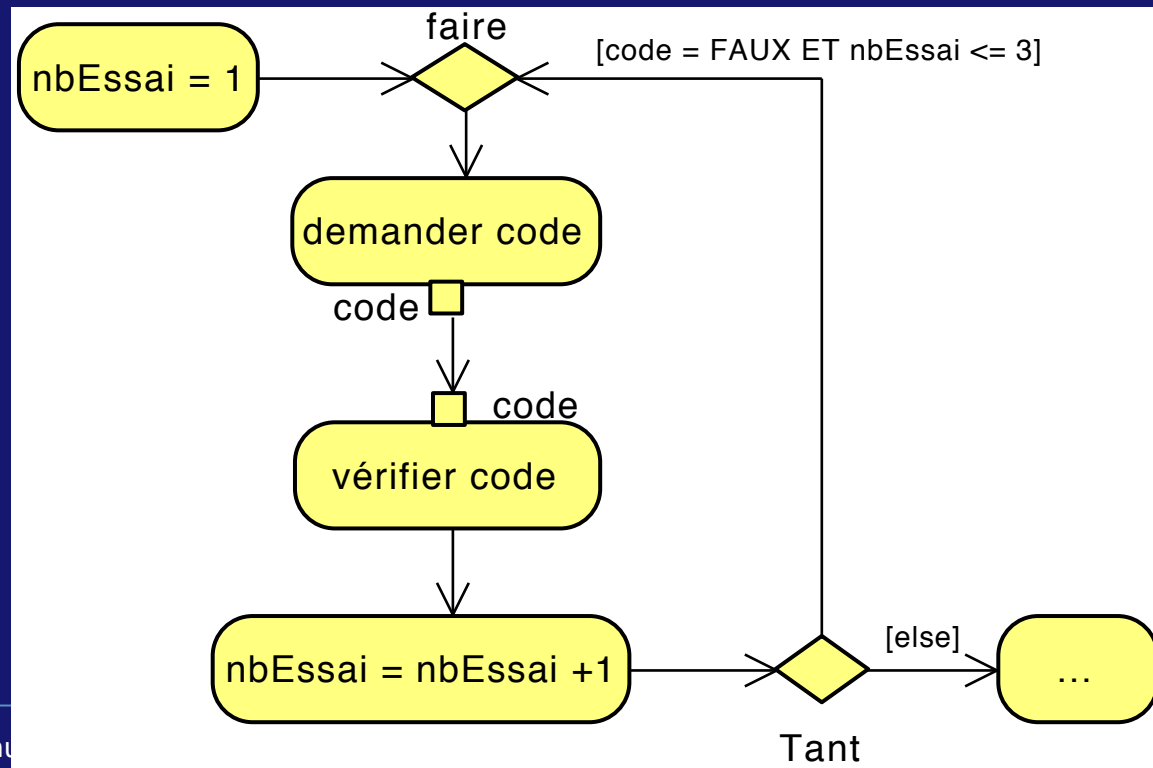 faire
[code = FAUX ET nbEssai <= 3]
nbEssai = 1
demander code
code
code
vérifier code
nbEssai = nbEssai +1
[else]
...
Tant